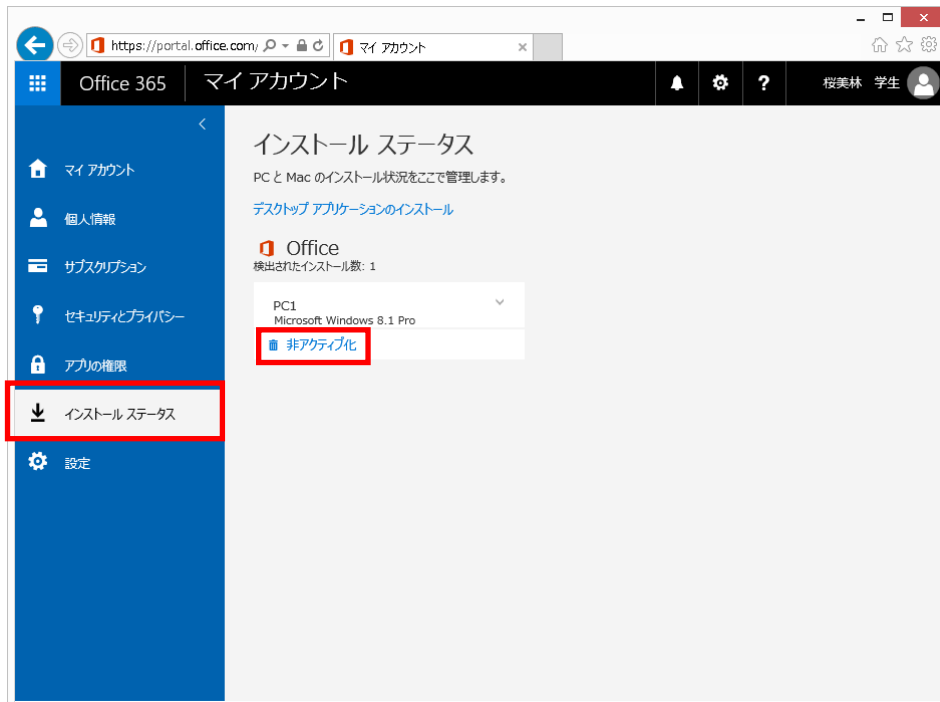 https://portal.office.com/
マイ アカウント
Office 365
マイ アカウント
?
桜美林 学生
マイ アカウント
個人情報
サブスクリプション
セキュリティとプライバシー
アプリの権限
インストール ステータス
設定
インストール ステータス
PC と Mac のインストール状況をここで管理します。
デスクトップ アプリケーションのインストール
Office
検出されたインストール数: 1
PC1
Microsoft Windows 8.1 Pro
非アクティブ化